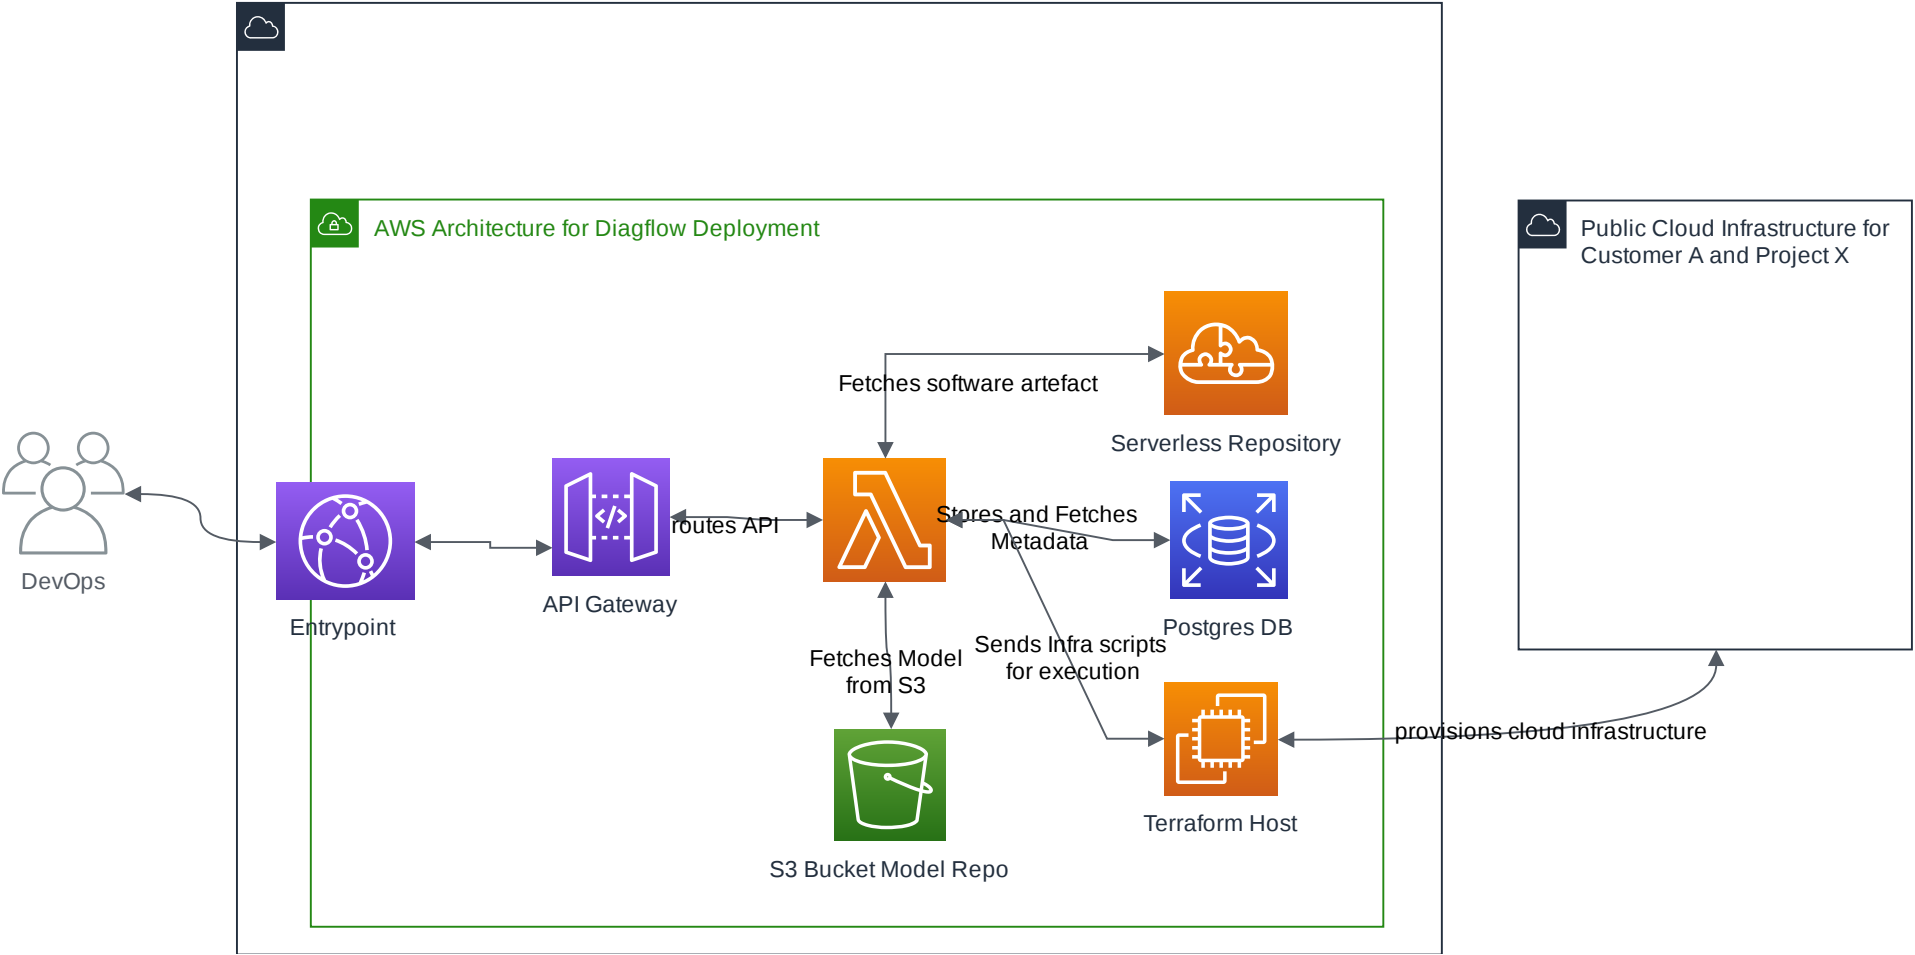 AWS Architecture for Diagflow Deployment
Public Cloud Infrastructure for
Customer A and Project X
Fetches software artefact
Serverless Repository
Stores and Fetches
Metadata
routes API
DevOps
API Gateway
Entrypoint
Postgres DB
Fetches Model
from S3
Sends Infra scripts
for execution
provisions cloud infrastructure
Terraform Host
S3 Bucket Model Repo